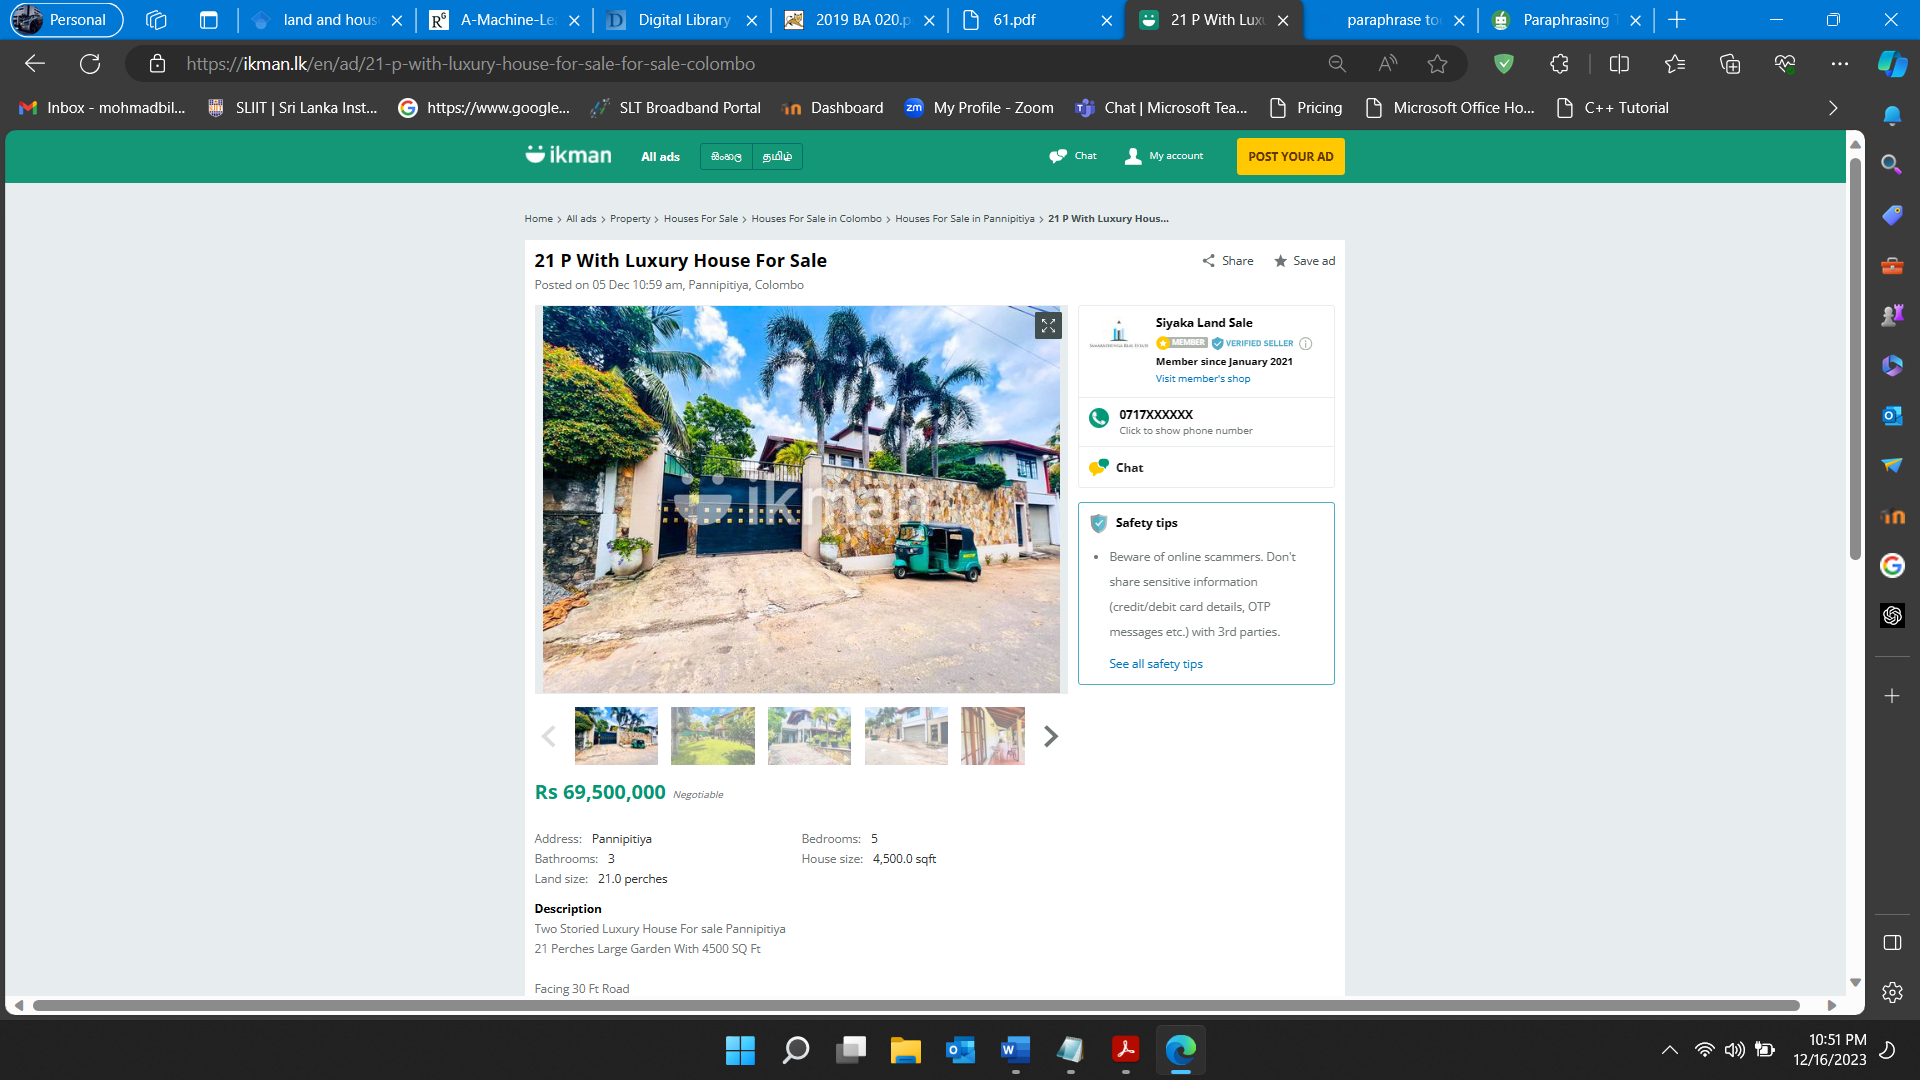 Personal
land and hous
A-Machine-Le
Digital Library
2019 BA 020.p
61.pdf
21 P With Luxu
paraphrase to
Paraphrasing T
https://ikman.lk/en/ad/21-p-with-luxury-house-for-sale-for-sale-colombo
Inbox - mohmadbil...
SLIIT | Sri Lanka Inst...
https://www.google...
SLT Broadband Portal
Dashboard
zm
My Profile - Zoom
Chat | Microsoft Tea...
Pricing
Microsoft Office Ho...
C++ Tutorial
ikman
All ads
සිංහල
தமிழ்
Chat
My account
POST YOUR AD
Home > All ads > Property > Houses For Sale > Houses For Sale in Colombo > Houses For Sale in Pannipitiya > 21 P With Luxury Hous...
21 P With Luxury House For Sale
Share
Save ad
Posted on 05 Dec 10:59 am, Pannipitiya, Colombo
ikman
Siyaka Land Sale
MEMBER
VERIFIED SELLER
Member since January 2021
Visit member's shop
0717XXXXXX
Click to show phone number
Chat
Safety tips
• Beware of online scammers. Don't
share sensitive information
(credit/debit card details, OTP
messages etc.) with 3rd parties.
See all safety tips
Rs 69,500,000 Negotiable
Address: Pannipitiya
Bedrooms: 5
Bathrooms: 3
House size: 4,500.0 sqft
Land size: 21.0 perches
Description
Two Storied Luxury House For sale Pannipitiya
21 Perches Large Garden With 4500 SQ Ft
Facing 30 Ft Road
10:51 PM
12/16/2023